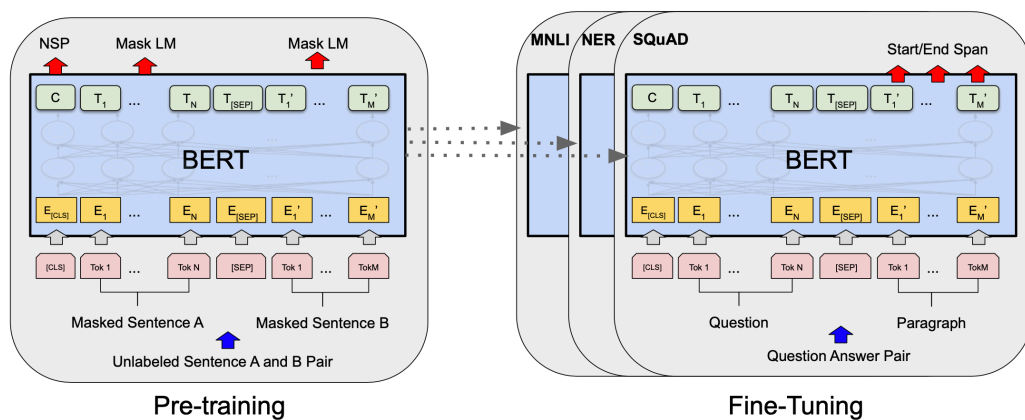 NSP Mask LM Mask LM
C T1 ... TN T[SEP] T1' ... TM'
BERT
E[CLS] E1 ... EN E[SEP] E1' ... EM'
[CLS] Tok 1 ... Tok N [SEP] Tok 1 ... TokM
Masked Sentence A Masked Sentence B
Unlabeled Sentence A and B Pair
Pre-training
MNLI NER SQuAD
Start/End Span
C T1 ... TN T[SEP] T1' ... TM'
BERT
E[CLS] E1 ... EN E[SEP] E1' ... EM'
[CLS] Tok 1 ... Tok N [SEP] Tok 1 ... TokM
Question Paragraph
Question Answer Pair
Fine-Tuning